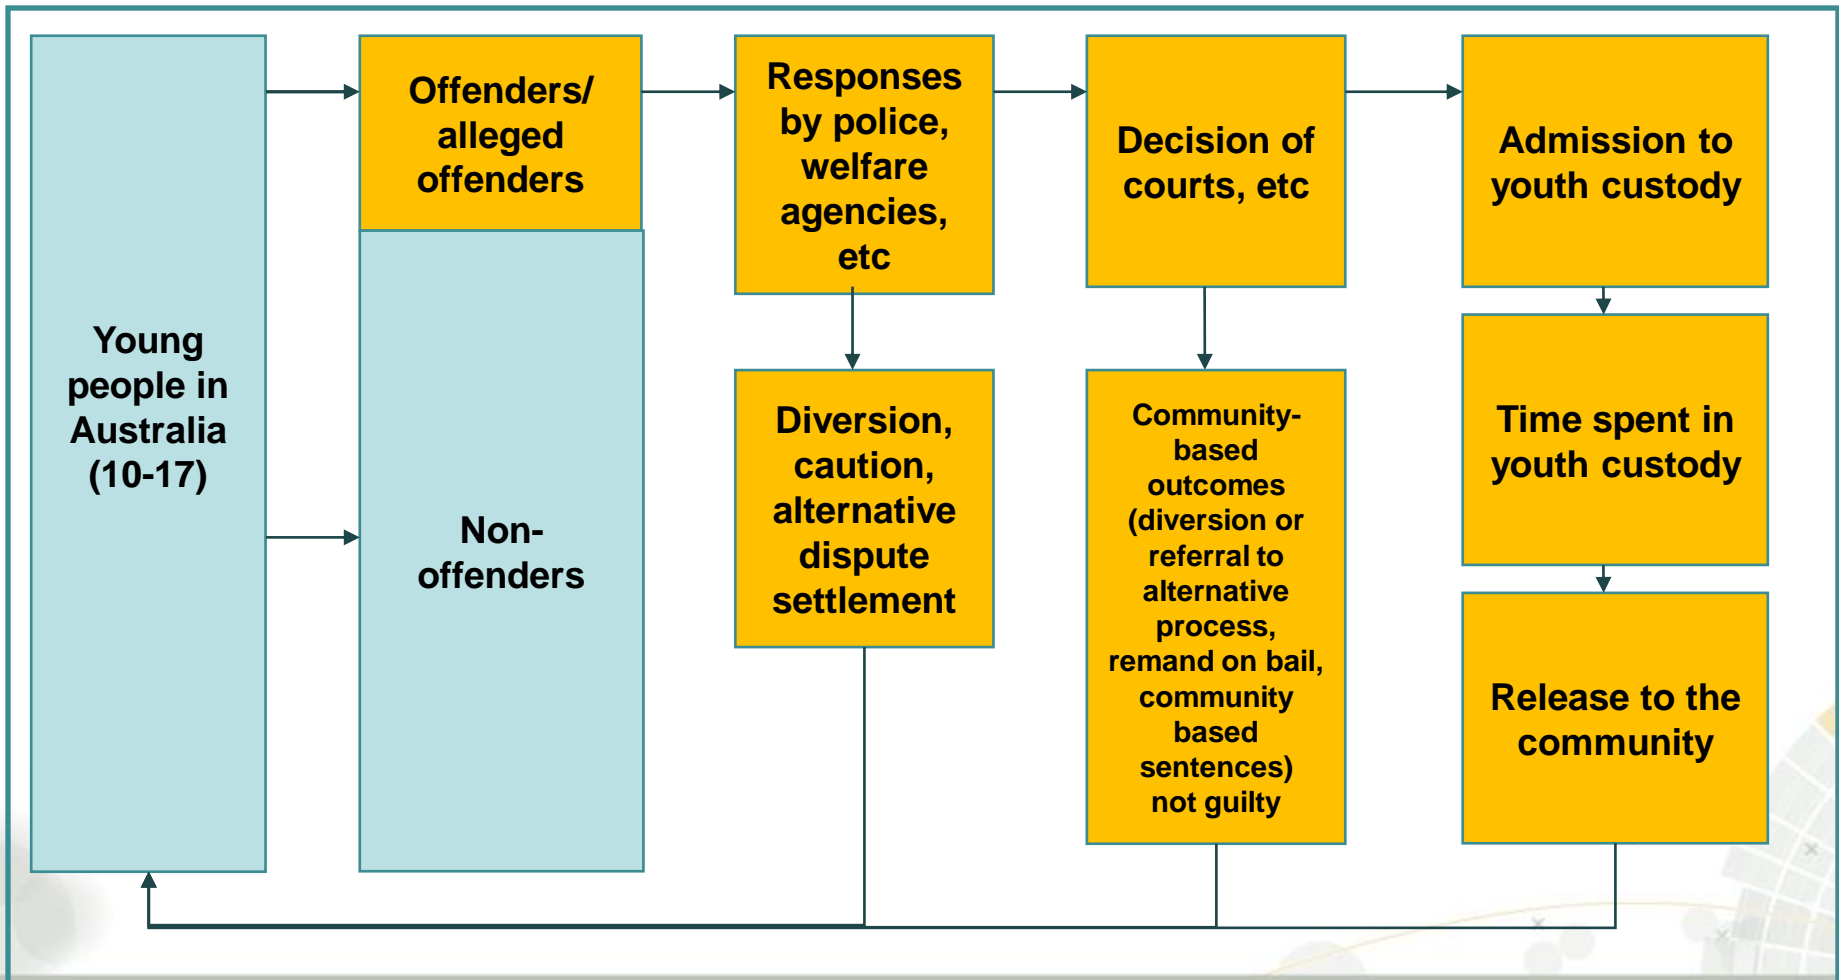 Young
people in
Australia
(10-17)
Offenders/
alleged
offenders
Non-
offenders
Responses
by police,
welfare
agencies,
etc
Diversion,
caution,
alternative
dispute
settlement
Decision of
courts, etc
Community-
based
outcomes
(diversion or
referral to
alternative
process,
remand on bail,
community
based
sentences)
not guilty
Admission to
youth custody
Time spent in
youth custody
Release to the
community